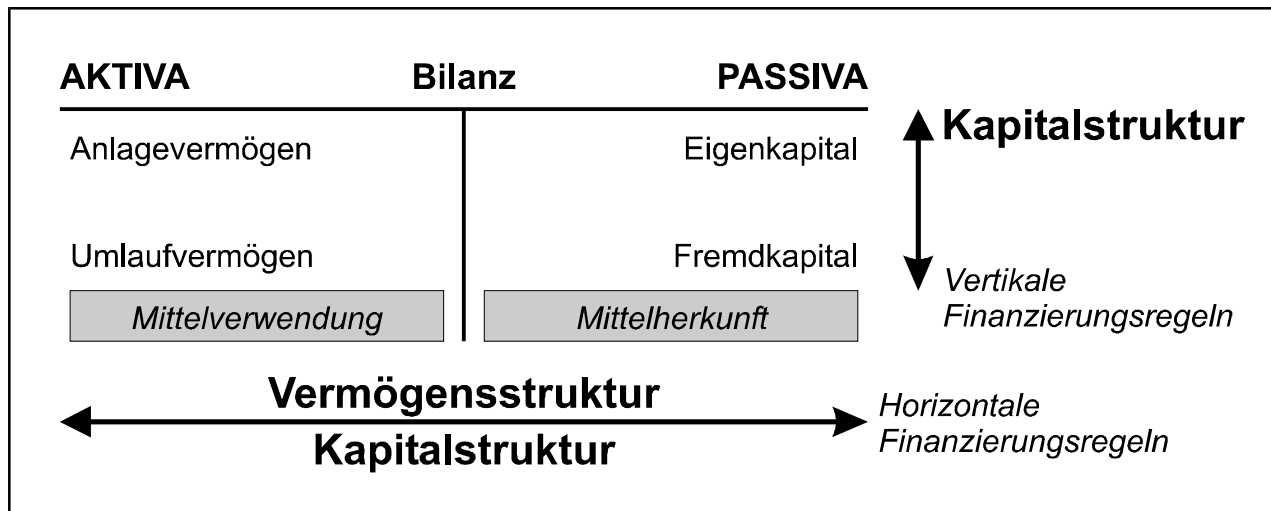 AKTIVA Bilanz PASSIVA
Kapitalstruktur
Anlagevermögen Eigenkapital
Umlaufvermögen Fremdkapital
Vertikale
Finanzierungsregeln
Mittelverwendung Mittelherkunft
Vermögensstruktur
Kapitalstruktur
Horizontale
Finanzierungsregeln